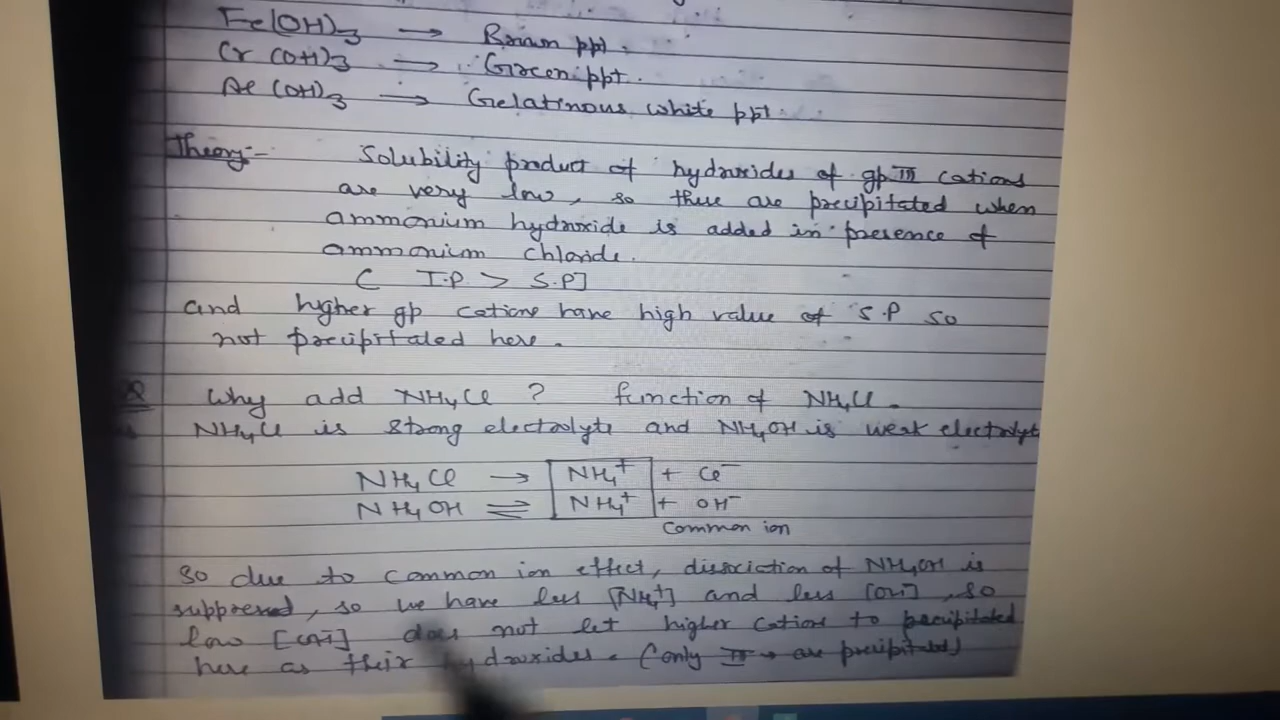 Fe(OH)3 → Brown ppt.
Cr(OH)3 → Green ppt.
Al(OH)3 → Gelatinous white ppt.
Theory:- Solubility product of hydroxides of gp III cations
are very low, so these are precipitated when
ammonium hydroxide is added in presence of
ammonium chloride.
( I.P > S.P]
and higher gp cations have high value of S.P so
not precipitated here.
Q Why add NH4Cl ? function of NH4Cl.
NH4Cl is strong electrolyte and NH4OH is weak electrolyt
NH4Cl → NH4+ + Cl-
NH4OH ⇌ NH4+ + OH-
Common ion
so due to common ion effect, dissociation of NH4OH is
suppressed, so we have less [NH4+] and less [OH-], so
low [OH-] does not let higher cations to precipitated
here as their hydroxides. (only III → are precipitated)